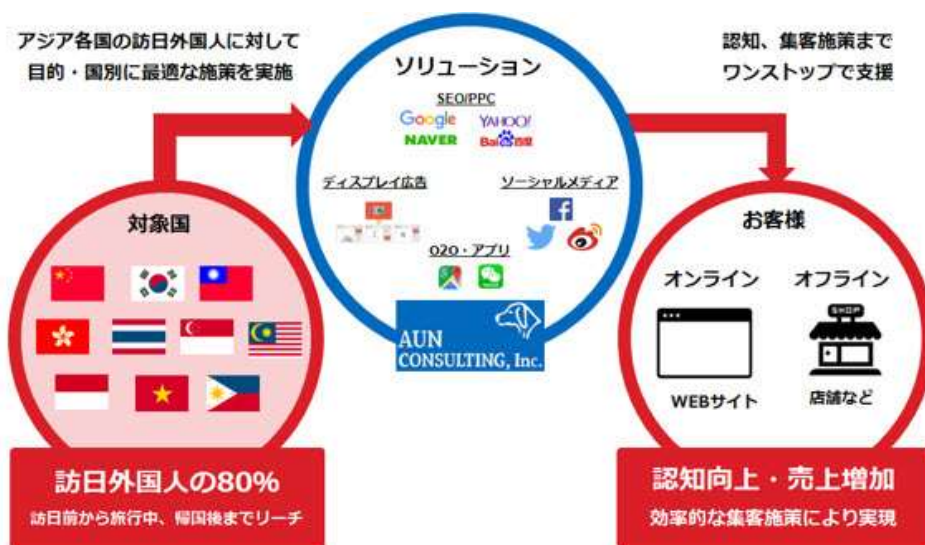 アジア各国の訪日外国人に対して
目的・国別に最適な施策を実施
ソリューション
SEO/PPC
Google YAHOO!
NAVER Bai 百度
ディスプレイ広告
ソーシャルメディア
O2O・アプリ
AUN
CONSULTING, Inc.
認知、集客施策まで
ワンストップで支援
対象国
訪日外国人の80%
訪日前から旅行中、帰国後までリーチ
お客様
オンライン
オフライン
SHOP
WEBサイト
店舗など
認知向上・売上増加
効率的な集客施策により実現